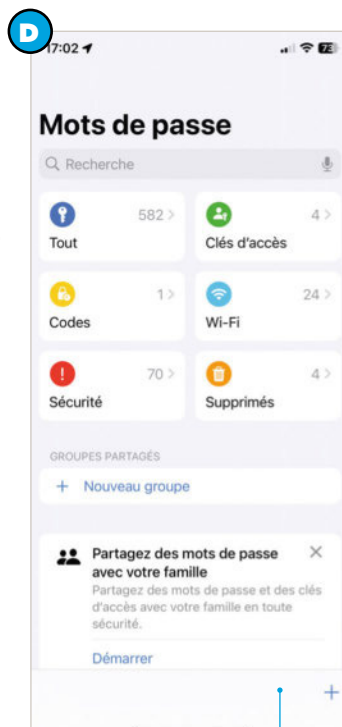 D
17:02
73
Mots de passe
Recherche
582
Tout
4
Clés d'accès
1
Codes
24
Wi-Fi
70
Sécurité
4
Supprimés
GROUPES PARTAGÉS
+ Nouveau groupe
Partagez des mots de passe
avec votre famille
Partagez des mots de passe et des clés
d'accès avec votre famille en toute
sécurité.
Démarrer